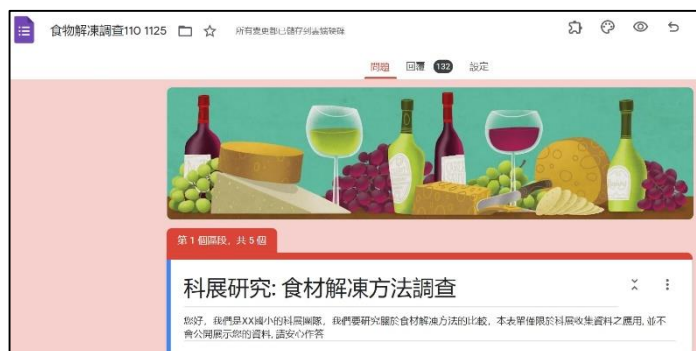 食物解凍調查110 1125
所有變更都已儲存到雲端硬碟
問題 回覆 132 設定
第 1 個區段，共 5 個
科展研究: 食材解凍方法調查
您好，我們是XX國小的科展團隊，我們要研究關於食材解凍方法的比較，本表單僅限於科展收集資料之應用, 並不
會公開展示您的資料, 請安心作答